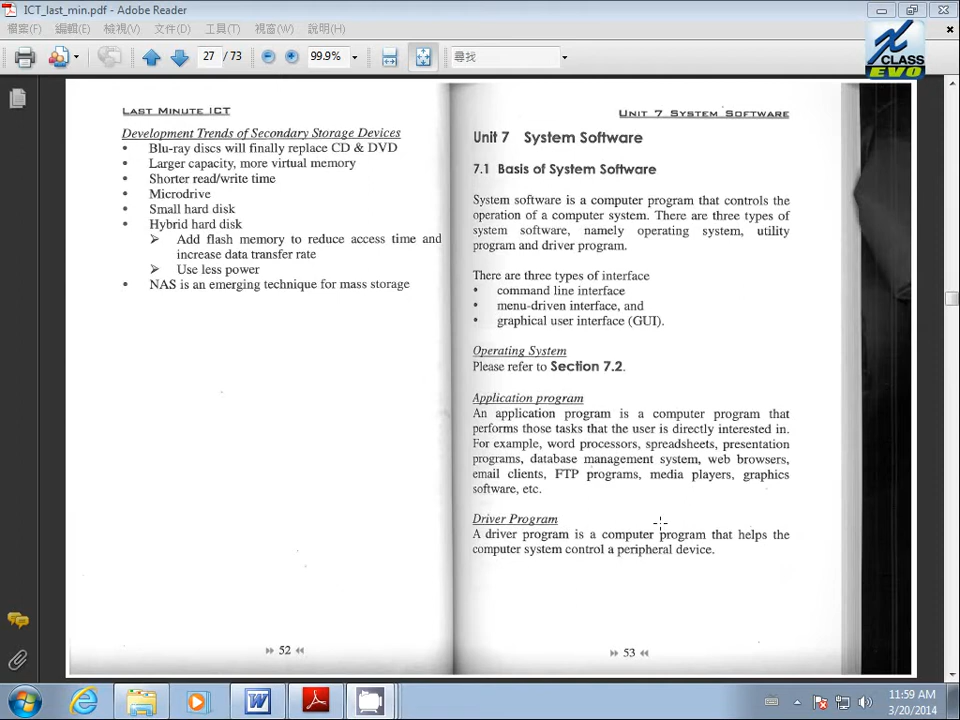 ICT_last_min.pdf - Adobe Reader
檔案(F) 編輯(E) 檢視(V) 文件(D) 工具(T) 視窗(W) 說明(H)
27 / 73 99.9% 尋找
CLASS
EVO
LAST MINUTE ICT
Development Trends of Secondary Storage Devices
• Blu-ray discs will finally replace CD & DVD
• Larger capacity, more virtual memory
• Shorter read/write time
• Microdrive
• Small hard disk
• Hybrid hard disk
➢ Add flash memory to reduce access time and
increase data transfer rate
➢ Use less power
• NAS is an emerging technique for mass storage
52
UNIT 7 SYSTEM SOFTWARE
Unit 7 System Software
7.1 Basis of System Software
System software is a computer program that controls the
operation of a computer system. There are three types of
system software, namely operating system, utility
program and driver program.
There are three types of interface
• command line interface
• menu-driven interface, and
• graphical user interface (GUI).
Operating System
Please refer to Section 7.2.
Application program
An application program is a computer program that
performs those tasks that the user is directly interested in.
For example, word processors, spreadsheets, presentation
programs, database management system, web browsers,
email clients, FTP programs, media players, graphics
software, etc.
Driver Program
A driver program is a computer program that helps the
computer system control a peripheral device.
53
11:59 AM
3/20/2014